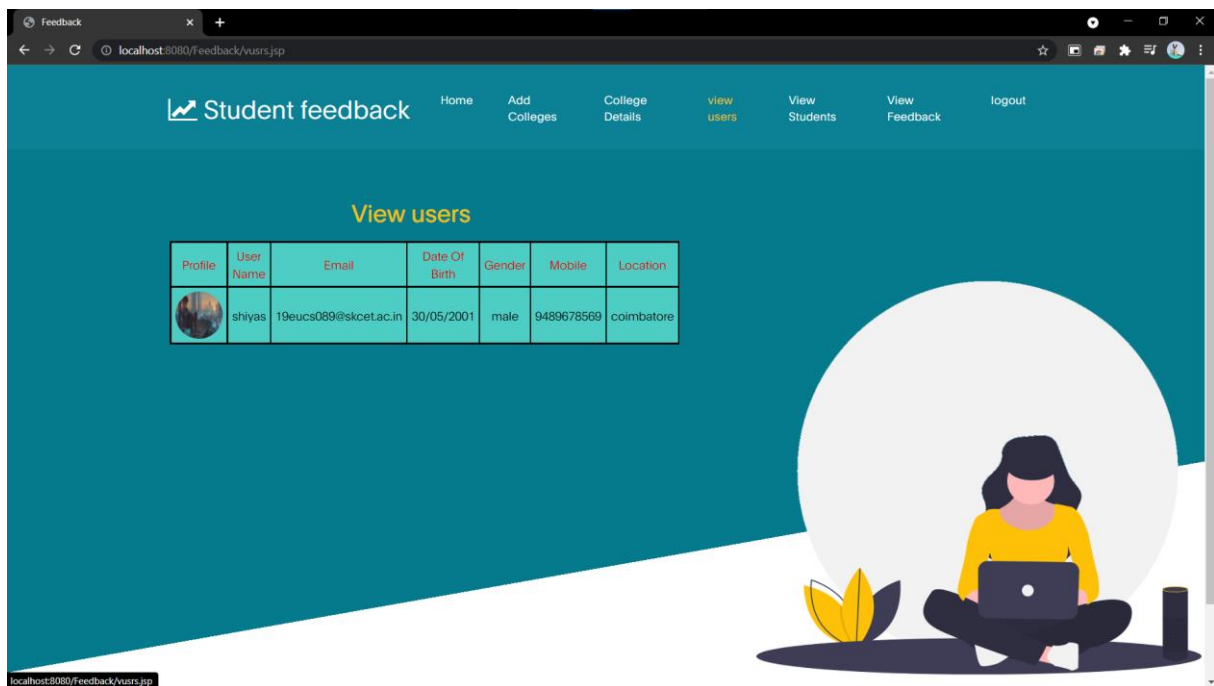 Feedback
localhost:8080/Feedback/vusrs.jsp
Student feedback
Home
Add
Colleges
College
Details
view
users
View
Students
View
Feedback
logout
View users
Profile
User
Name
Email
Date Of
Birth
Gender
Mobile
Location
shiyas 19eucs089@skcet.ac.in 30/05/2001 male 9489678569 coimbatore
localhost:8080/Feedback/vusrs.jsp